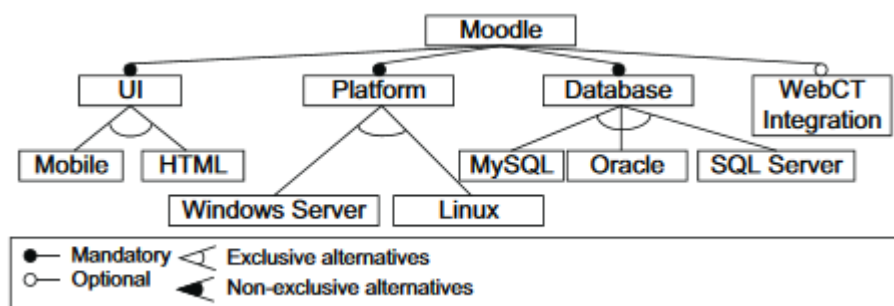 Moodle
UI
Platform
Database
WebCT
Integration
Mobile
HTML
MySQL
Oracle
SQL Server
Windows Server
Linux
Mandatory
Exclusive alternatives
Optional
Non-exclusive alternatives